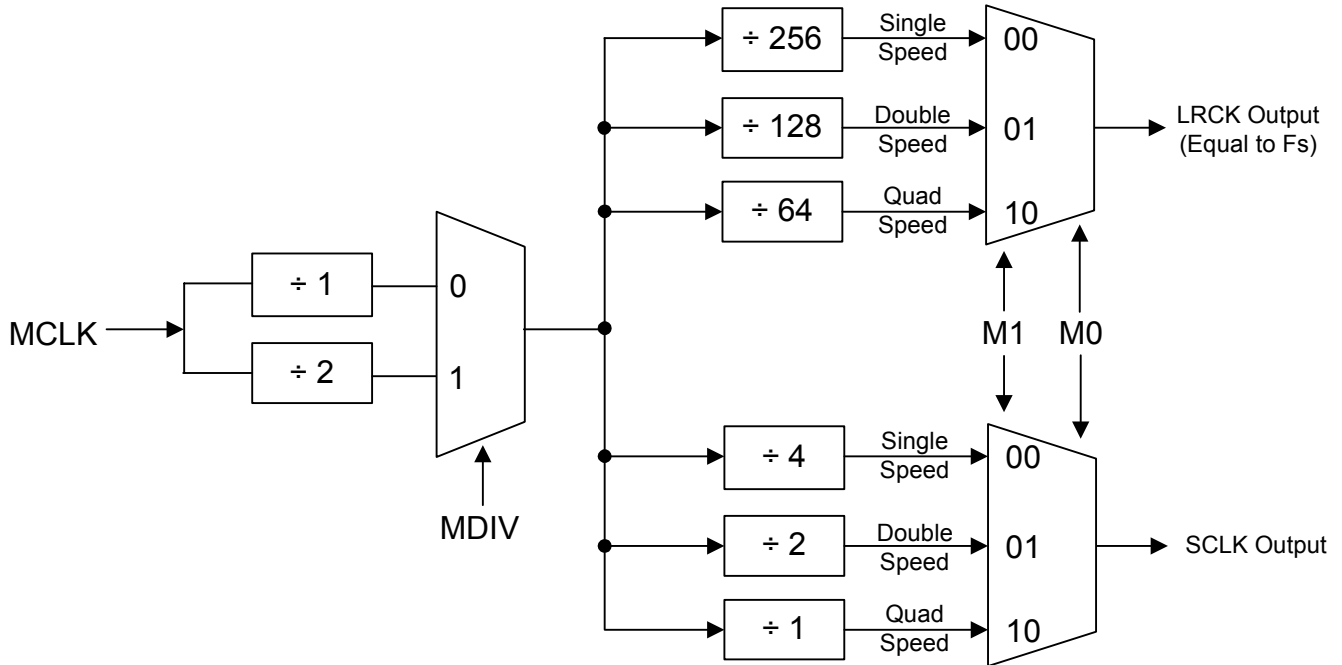 ÷ 256
Single
Speed
00
÷ 128
Double
Speed
01
LRCK Output
(Equal to Fs)
÷ 64
Quad
Speed
10
MCLK
÷ 1
0
÷ 2
1
MDIV
M1
M0
÷ 4
Single
Speed
00
÷ 2
Double
Speed
01
SCLK Output
÷ 1
Quad
Speed
10